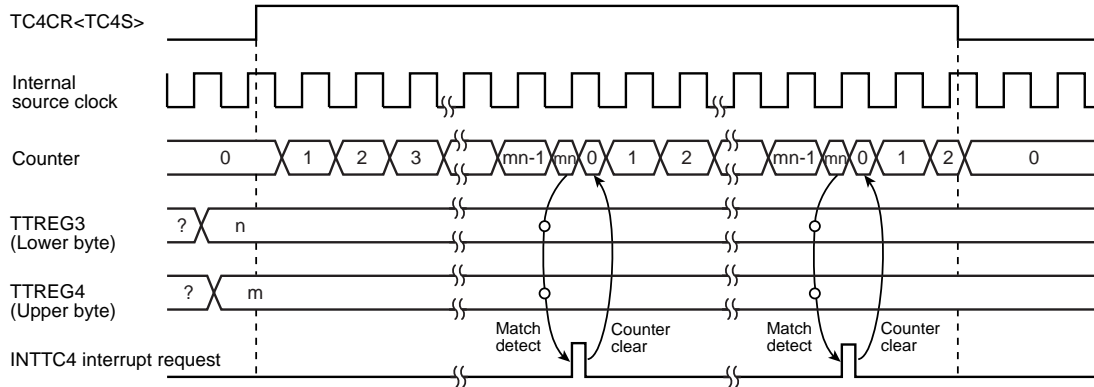 TC4CR<TC4S>
Internal
source clock
Counter
0 1 2 3 mn-1 mn 0 1 2 mn-1 mn 0 1 2 0
TTREG3
(Lower byte)
? n
TTREG4
(Upper byte)
? m
Match
detect
Counter
clear
Match
detect
Counter
clear
INTTC4 interrupt request